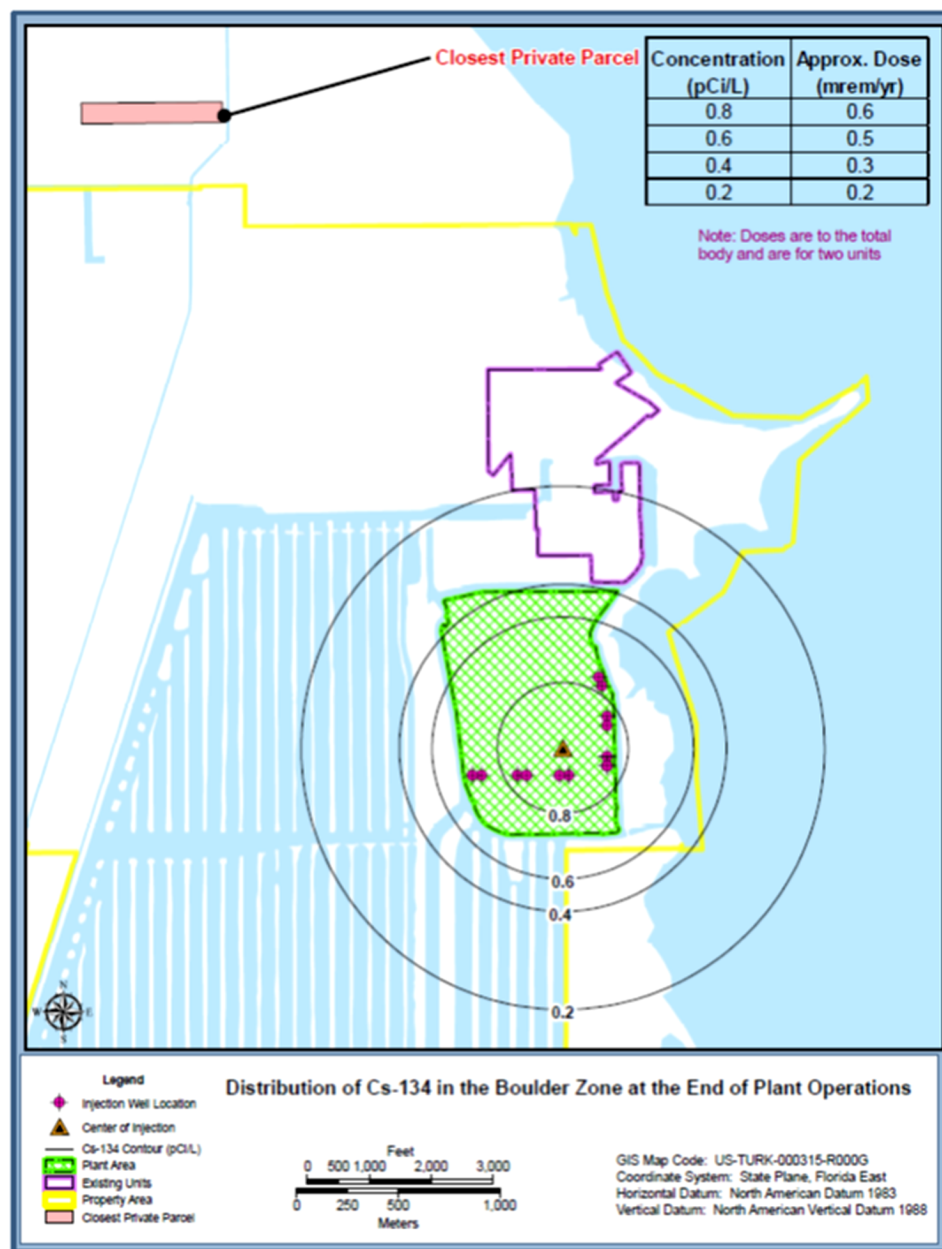 Closest Private Parcel
Concentration (pCi/L) Approx. Dose (mrem/yr)
0.8 0.6
0.6 0.5
0.4 0.3
0.2 0.2
Note: Doses are to the total
body and are for two units
0.8
0.6
0.4
0.2
N
W E
S
Legend
Injection Well Location
Center of Injection
Cs-134 Contour (pCi/L)
Plant Area
Existing Units
Property Area
Closest Private Parcel
Distribution of Cs-134 in the Boulder Zone at the End of Plant Operations
Feet
0 500 1,000 2,000 3,000
0 250 500 1,000
Meters
GIS Map Code: US-TURK-000315-R000G
Coordinate System: State Plane, Florida East
Horizontal Datum: North American Datum 1983
Vertical Datum: North American Vertical Datum 1988